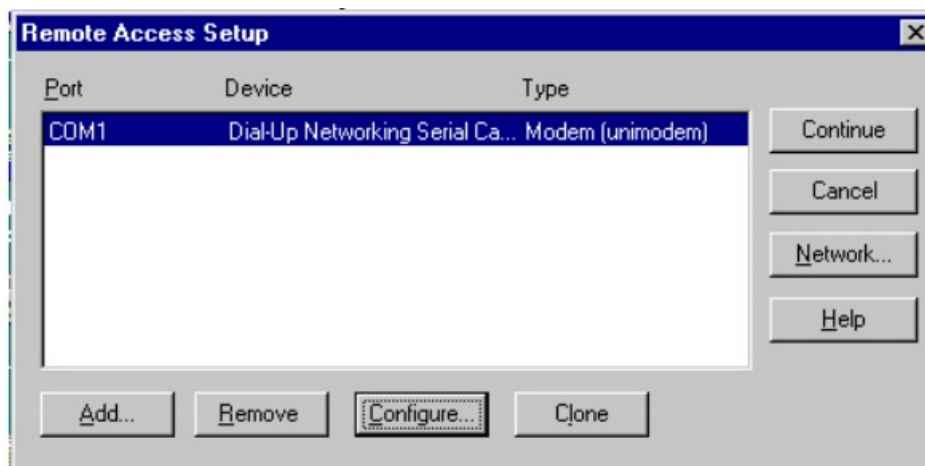 Remote Access Setup
Port Device Type
COM1 Dial-Up Networking Serial Ca... Modem (unimodem)
Continue
Cancel
Network...
Help
Add... Remove Configure... Clone